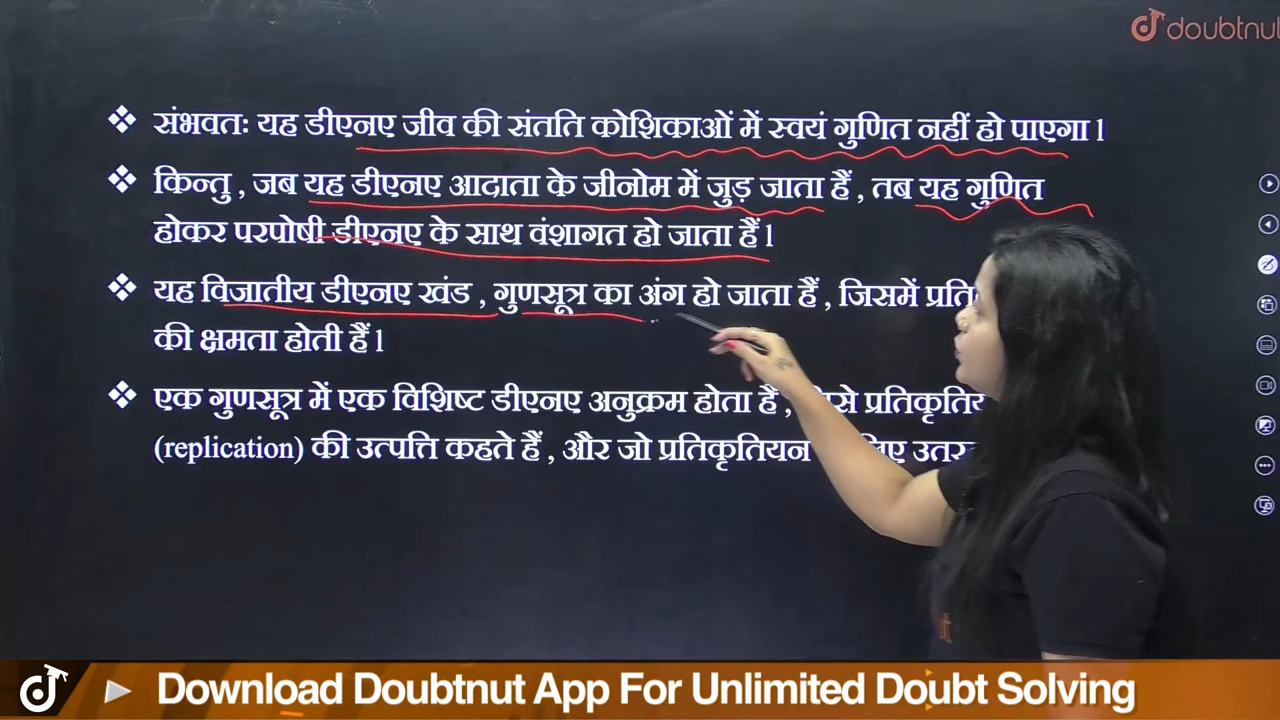 doubtnut
❖ संभवतः यह डीएनए जीव की संतति कोशिकाओं में स्वयं गुणित नहीं हो पाएगा l
❖ किन्तु , जब यह डीएनए आदाता के जीनोम में जुड़ जाता हैं , तब यह गुणित
होकर परपोषी डीएनए के साथ वंशागत हो जाता हैं l
❖ यह विजातीय डीएनए खंड , गुणसूत्र का अंग हो जाता हैं , जिसमें
की क्षमता होती हैं l
❖ एक गुणसूत्र में एक विशिष्ट डीएनए अनुक्रम होता हैं ,
(replication) की उत्पत्ति कहते हैं , और जो प्रतिकृतियन
Download Doubtnut App For Unlimited Doubt Solving